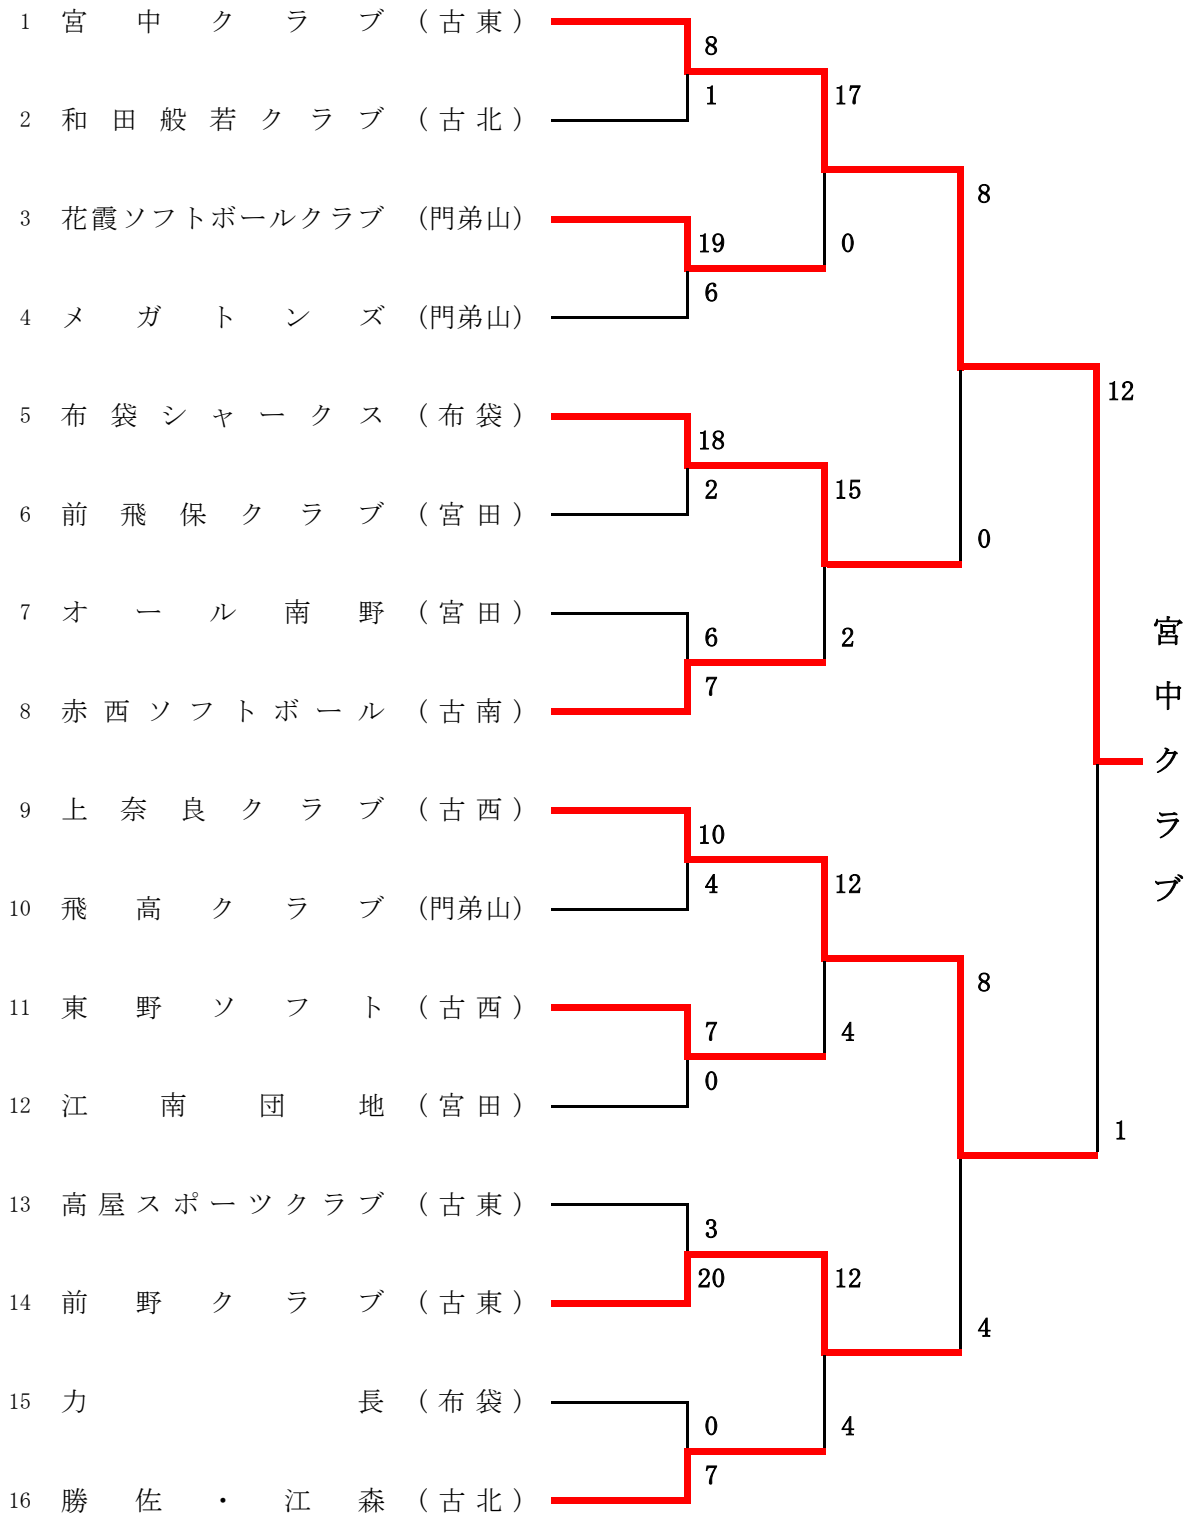 1 宮中クラブ (古東)
8
1
17
2 和田般若クラブ (古北)
8
3 花霞ソフトボールクラブ (門弟山)
19
0
6
4 メガトンズ (門弟山)
12
5 布袋シャークス (布袋)
18
2
15
6 前飛保クラブ (宮田)
0
7 オール南野 (宮田)
6
2
7
8 赤西ソフトボール (古南)
宮中クラブ
9 上奈良クラブ (古西)
10
4
12
10 飛高クラブ (門弟山)
8
11 東野ソフト (古西)
7
4
0
12 江南団地 (宮田)
1
13 高屋スポーツクラブ (古東)
3
20
12
14 前野クラブ (古東)
4
15 力長 (布袋)
0
4
7
16 勝佐・江森 (古北)